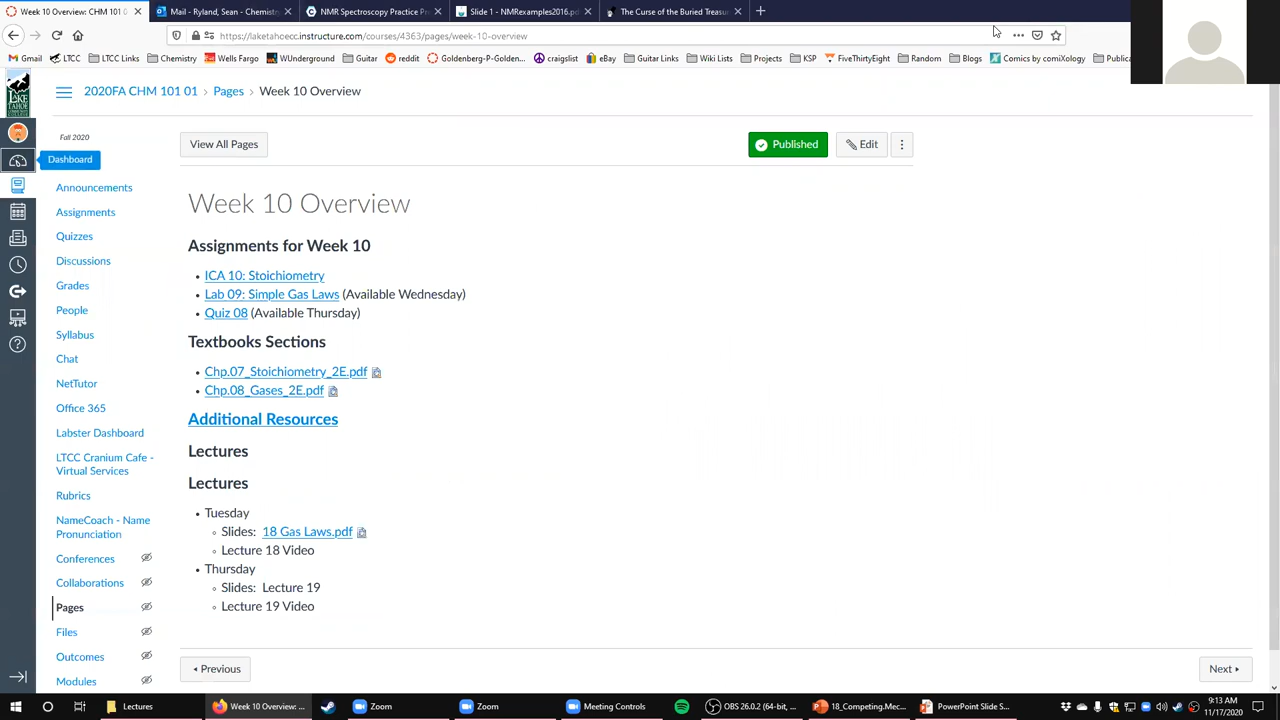 Week 10 Overview: CHM 101 0
Mail - Ryland, Sean - Chemistr
NMR Spectroscopy Practice Pr
Slide 1 - NMRexamples2016.pd
The Curse of the Buried Treasu
https://laketahoecc.instructure.com/courses/4363/pages/week-10-overview
Gmail
LTCC
LTCC Links
Chemistry
Wells Fargo
WUnderground
Guitar
reddit
Goldenberg-P-Golden...
craigslist
eBay
Guitar Links
Wiki Links
Projects
KSP
FiveThirtyEight
Random
Blogs
Comics by comiXology
Publica
2020FA CHM 101 01 › Pages › Week 10 Overview
Fall 2020
Dashboard
Announcements
Assignments
Quizzes
Discussions
Grades
People
Syllabus
Chat
NetTutor
Office 365
Labster Dashboard
LTCC Cranium Cafe -
Virtual Services
Rubrics
NameCoach - Name
Pronunciation
Conferences
Collaborations
Pages
Files
Outcomes
Modules
View All Pages
Published
Edit
Week 10 Overview
Assignments for Week 10
• ICA 10: Stoichiometry
• Lab 09: Simple Gas Laws (Available Wednesday)
• Quiz 08 (Available Thursday)
Textbooks Sections
• Chp.07_Stoichiometry_2E.pdf
• Chp.08_Gases_2E.pdf
Additional Resources
Lectures
Lectures
• Tuesday
◦ Slides: 18 Gas Laws.pdf
◦ Lecture 18 Video
• Thursday
◦ Slides: Lecture 19
◦ Lecture 19 Video
Previous
Next
Lectures
Week 10 Overview: ...
Zoom
Zoom
Meeting Controls
OBS 26.0.2 (64-bit, ...
18_Competing.Mec...
PowerPoint Slide S...
9:13 AM
11/17/2020